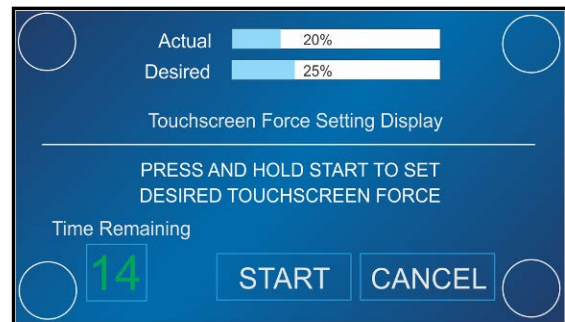 Actual 20%
Desired 25%
Touchscreen Force Setting Display
PRESS AND HOLD START TO SET
DESIRED TOUCHSCREEN FORCE
Time Remaining
14 START CANCEL